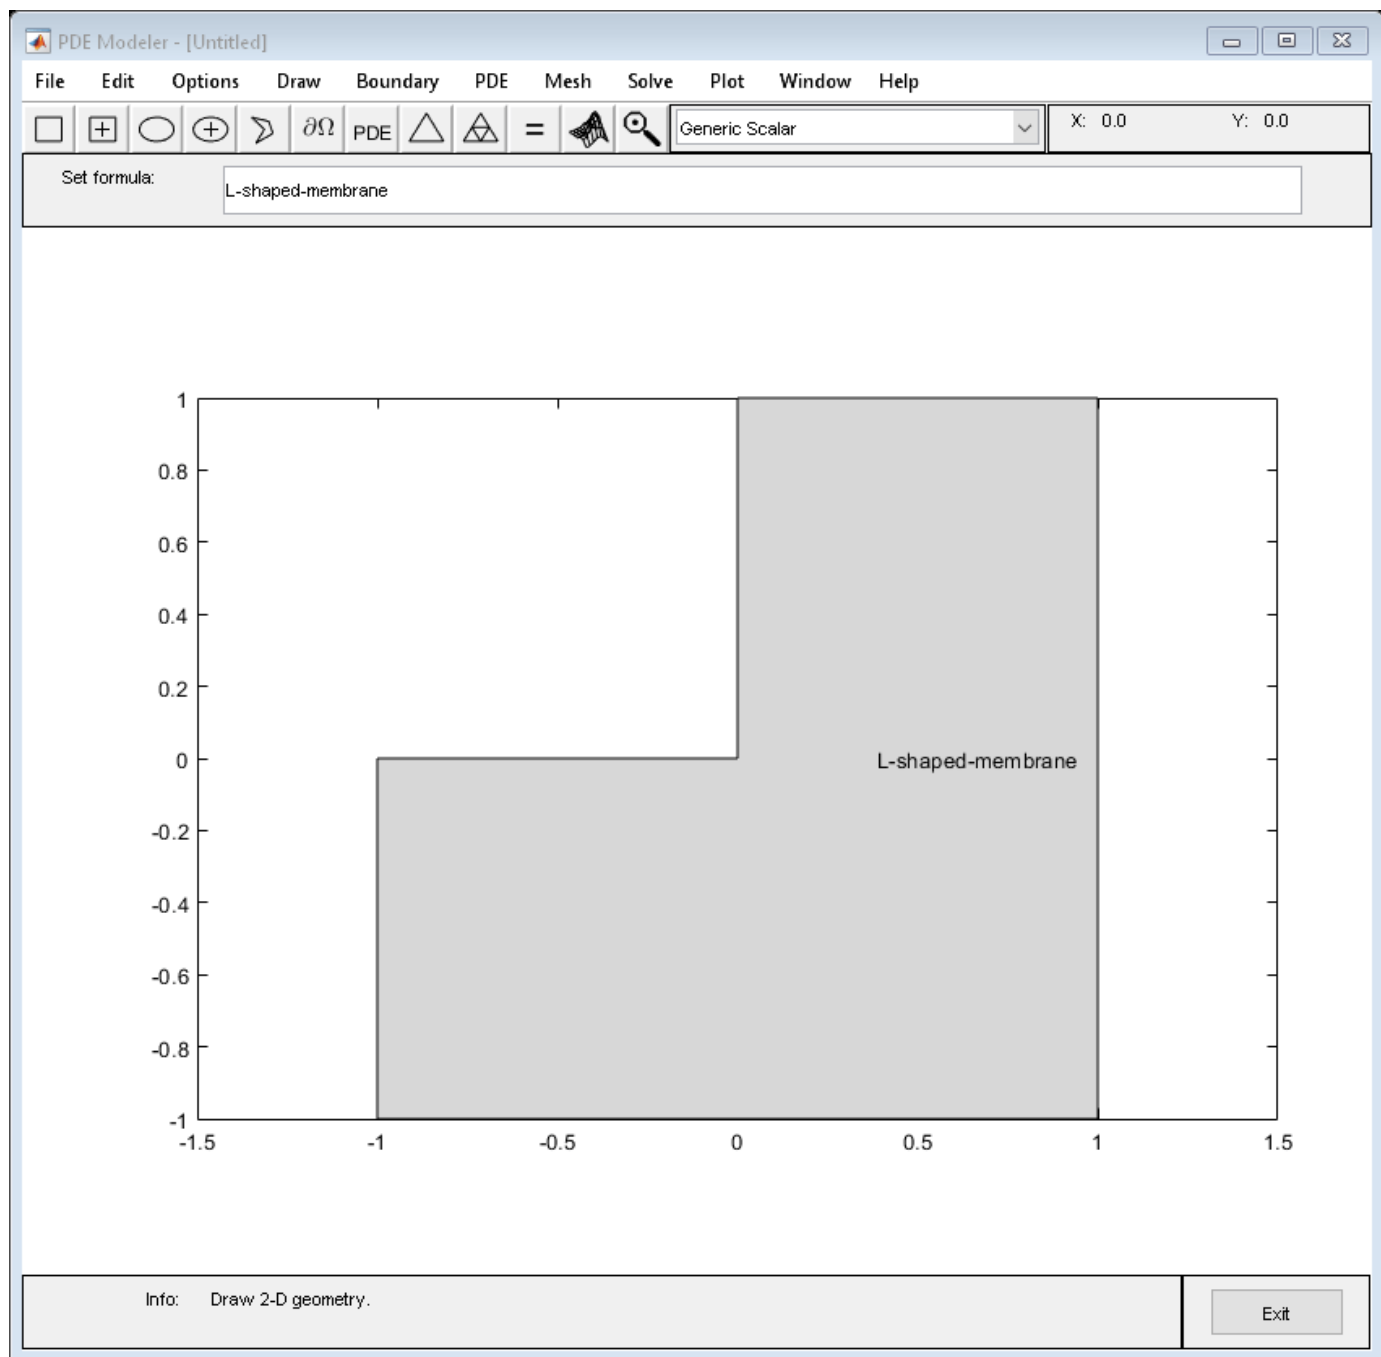 PDE Modeler - [Untitled]
File Edit Options Draw Boundary PDE Mesh Solve Plot Window Help
∂Ω PDE = Generic Scalar X: 0.0 Y: 0.0
Set formula: L-shaped-membrane
1
0.8
0.6
0.4
0.2
0
L-shaped-membrane
-0.2
-0.4
-0.6
-0.8
-1
-1.5 -1 -0.5 0 0.5 1 1.5
Info: Draw 2-D geometry.
Exit